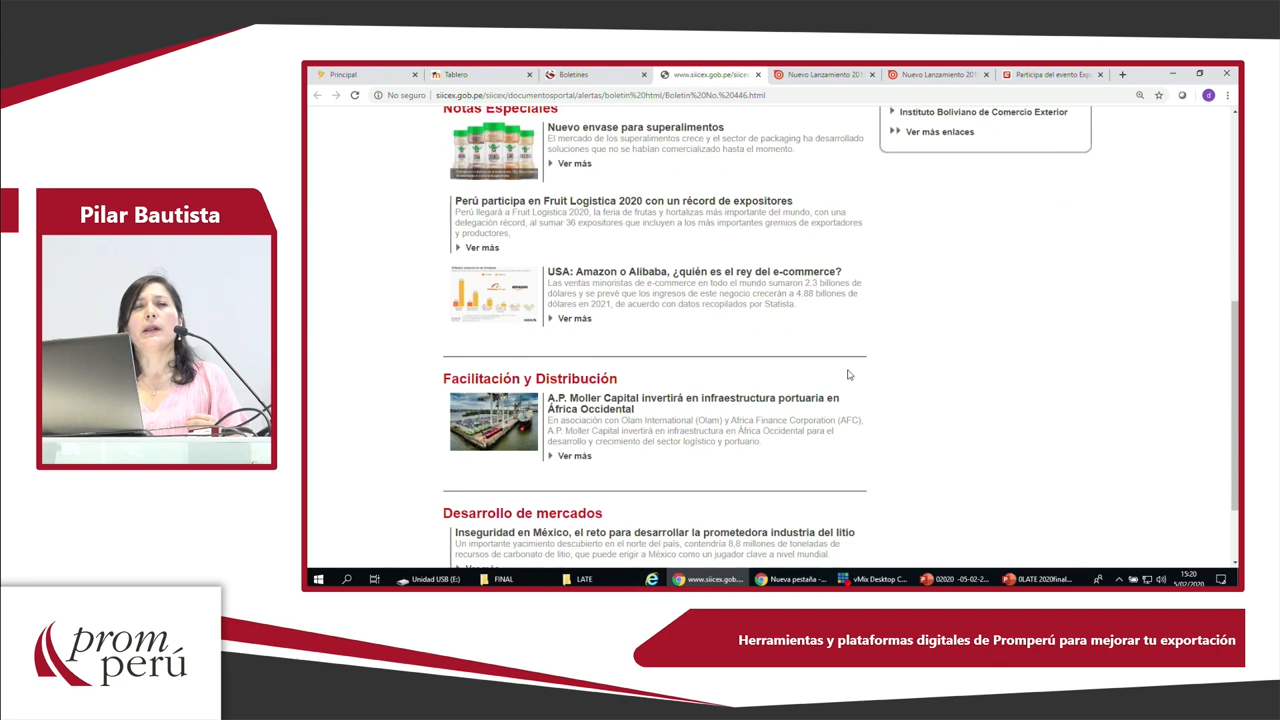 Principal
Tablero
Boletines
www.siicex.gob.pe/siice
Nuevo Lanzamiento 201
Nuevo Lanzamiento 201
Participa del evento Exp
No seguro
siicex.gob.pe/siicex/documentosportal/alertas/boletin%20html/Boletin%20No.%20446.html
Notas Especiales
Nuevo envase para superalimentos
El mercado de los superalimentos crece y el sector de packaging ha desarrollado
soluciones que no se habían comercializado hasta el momento.
Ver más
Perú participa en Fruit Logistica 2020 con un récord de expositores
Perú llegará a Fruit Logistica 2020, la feria de frutas y hortalizas más importante del mundo, con una
delegación récord, al sumar 36 expositores que incluyen a los más importantes gremios de exportadores
y productores,
Ver más
USA: Amazon o Alibaba, ¿quién es el rey del e-commerce?
Las ventas minoristas de e-commerce en todo el mundo sumaron 2.3 billones de
dólares y se prevé que los ingresos de este negocio crecerán a 4.88 billones de
dólares en 2021, de acuerdo con datos recopilados por Statista.
Ver más
Facilitación y Distribución
A.P. Moller Capital invertirá en infraestructura portuaria en
África Occidental
En asociación con Olam International (Olam) y Africa Finance Corporation (AFC),
A.P. Moller Capital invertirá en infraestructura en África Occidental para el
desarrollo y crecimiento del sector logístico y portuario.
Ver más
Desarrollo de mercados
Inseguridad en México, el reto para desarrollar la prometedora industria del litio
Un importante yacimiento descubierto en el norte del país, contendría 8,8 millones de toneladas de
recursos de carbonato de litio, que puede erigir a México como un jugador clave a nivel mundial.
Ver más
Instituto Boliviano de Comercio Exterior
Ver más enlaces
Unidad USB (E:)
FINAL
LATE
www.siicex.gob....
Nueva pestaña -...
vMix Desktop C...
02020 -05-02-2...
0LATE 2020final...
15:20
5/02/2020
Pilar Bautista
prom
perú
Herramientas y plataformas digitales de Promperú para mejorar tu exportación